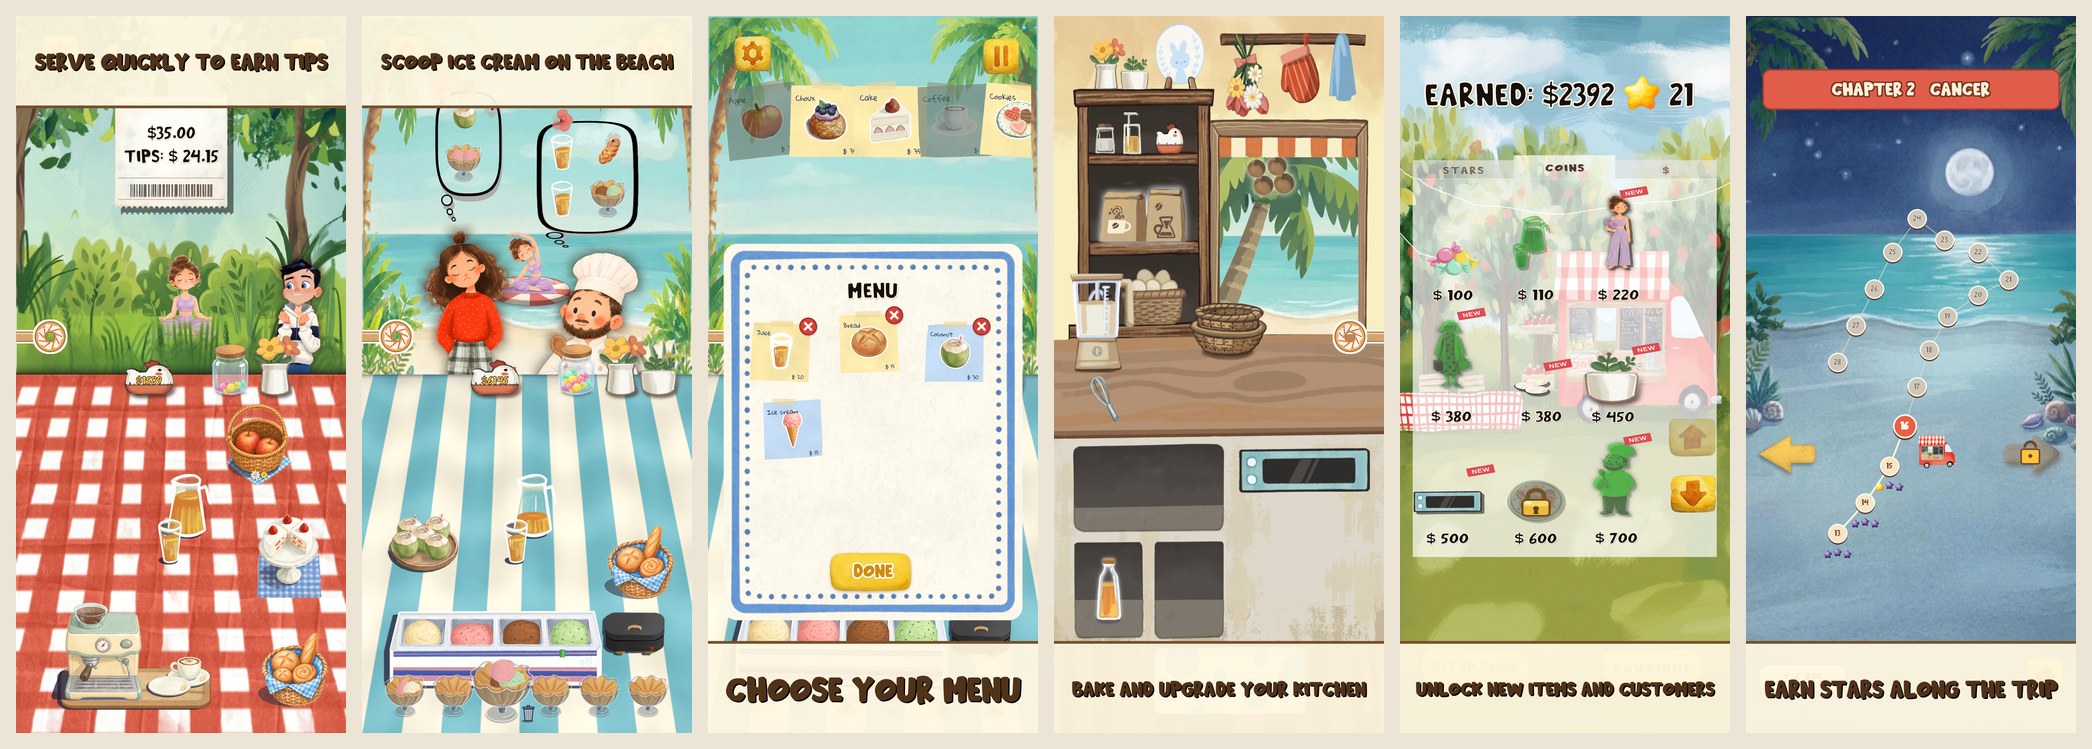 SERVE QUICKLY TO EARN TIPS
$35.00
TIPS: $ 24.15
SCOOP ICE CREAM ON THE BEACH
Apple
Choux
Cake
Coffee
Cookies
MENU
Juice
$ 20
Bread
$ 15
Coconut
$ 30
Ice cream
$ 15
DONE
CHOOSE YOUR MENU
BAKE AND UPGRADE YOUR KITCHEN
EARNED: $2392 21
STARS COINS $
NEW
$ 100 $ 110 $ 220
NEW NEW NEW
$ 380 $ 380 $ 450
NEW NEW
$ 500 $ 600 $ 700
UNLOCK NEW ITEMS AND CUSTOMERS
CHAPTER 2 CANCER
24
25 23 22
26 20 21
27 19
28 18
17
16
15
14
13
EARN STARS ALONG THE TRIP